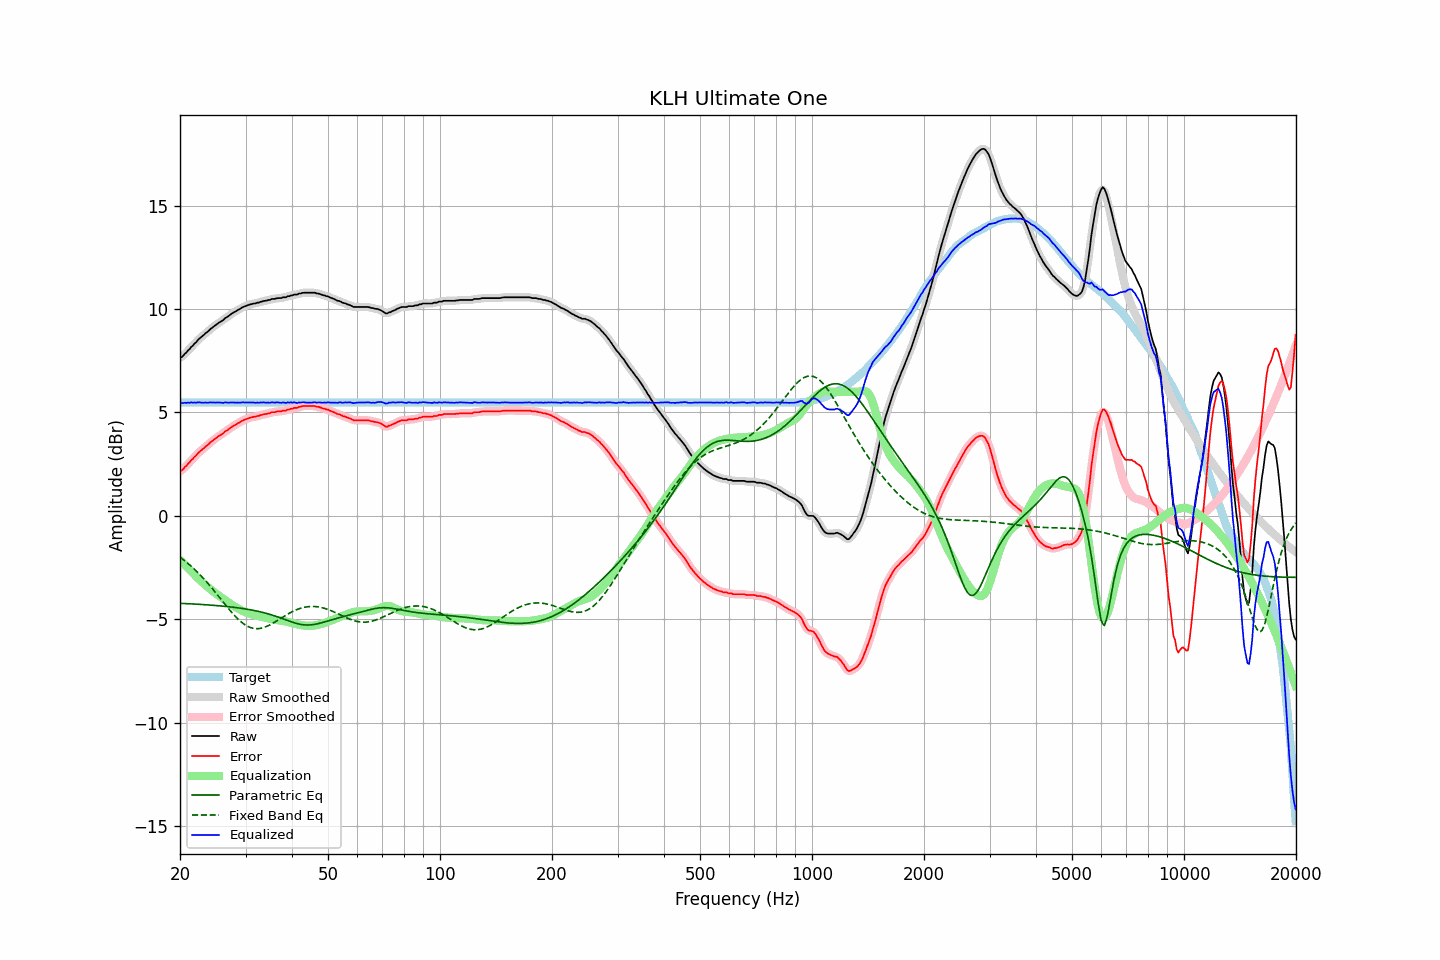 KLH Ultimate One
Amplitude (dBr)
15
10
5
0
−5
−10
−15
Target
Raw Smoothed
Error Smoothed
Raw
Error
Equalization
Parametric Eq
Fixed Band Eq
Equalized
20 50 100 200 500 1000 2000 5000 10000 20000
Frequency (Hz)